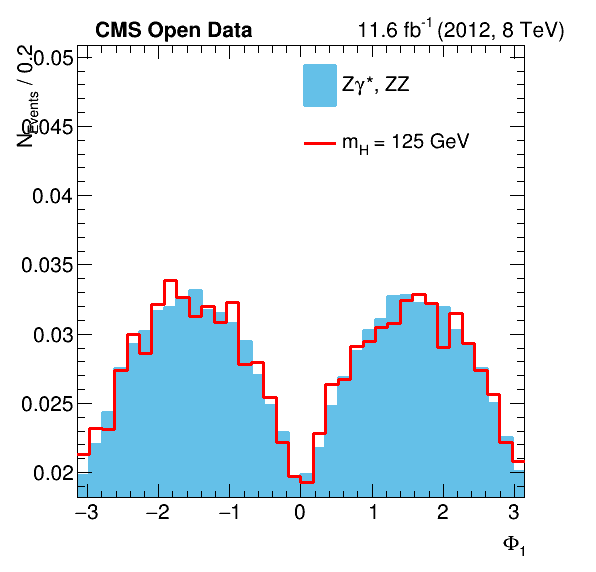 CMS Open Data
11.6 fb-1 (2012, 8 TeV)
NEvents / 0.2
Zγ*, ZZ
mH = 125 GeV
0.05
0.045
0.04
0.035
0.03
0.025
0.02
−3 −2 −1 0 1 2 3
Φ1